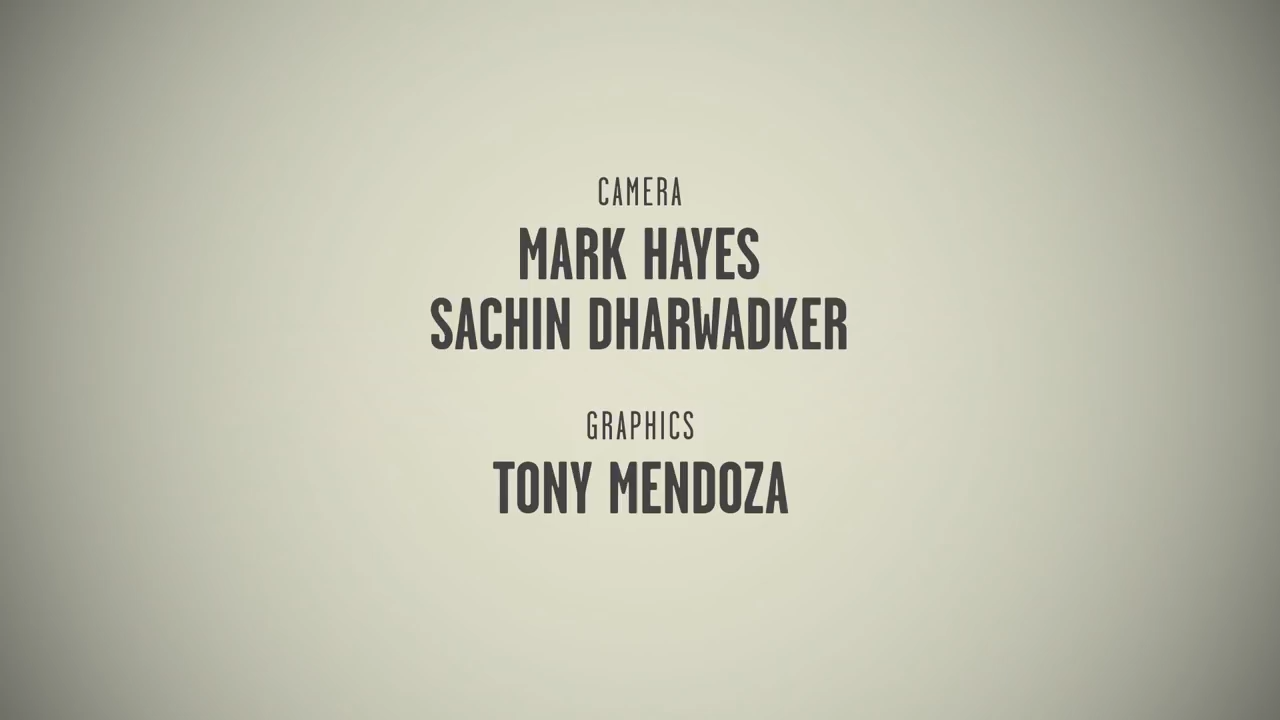 CAMERA
MARK HAYES
SACHIN DHARWADKER
GRAPHICS
TONY MENDOZA